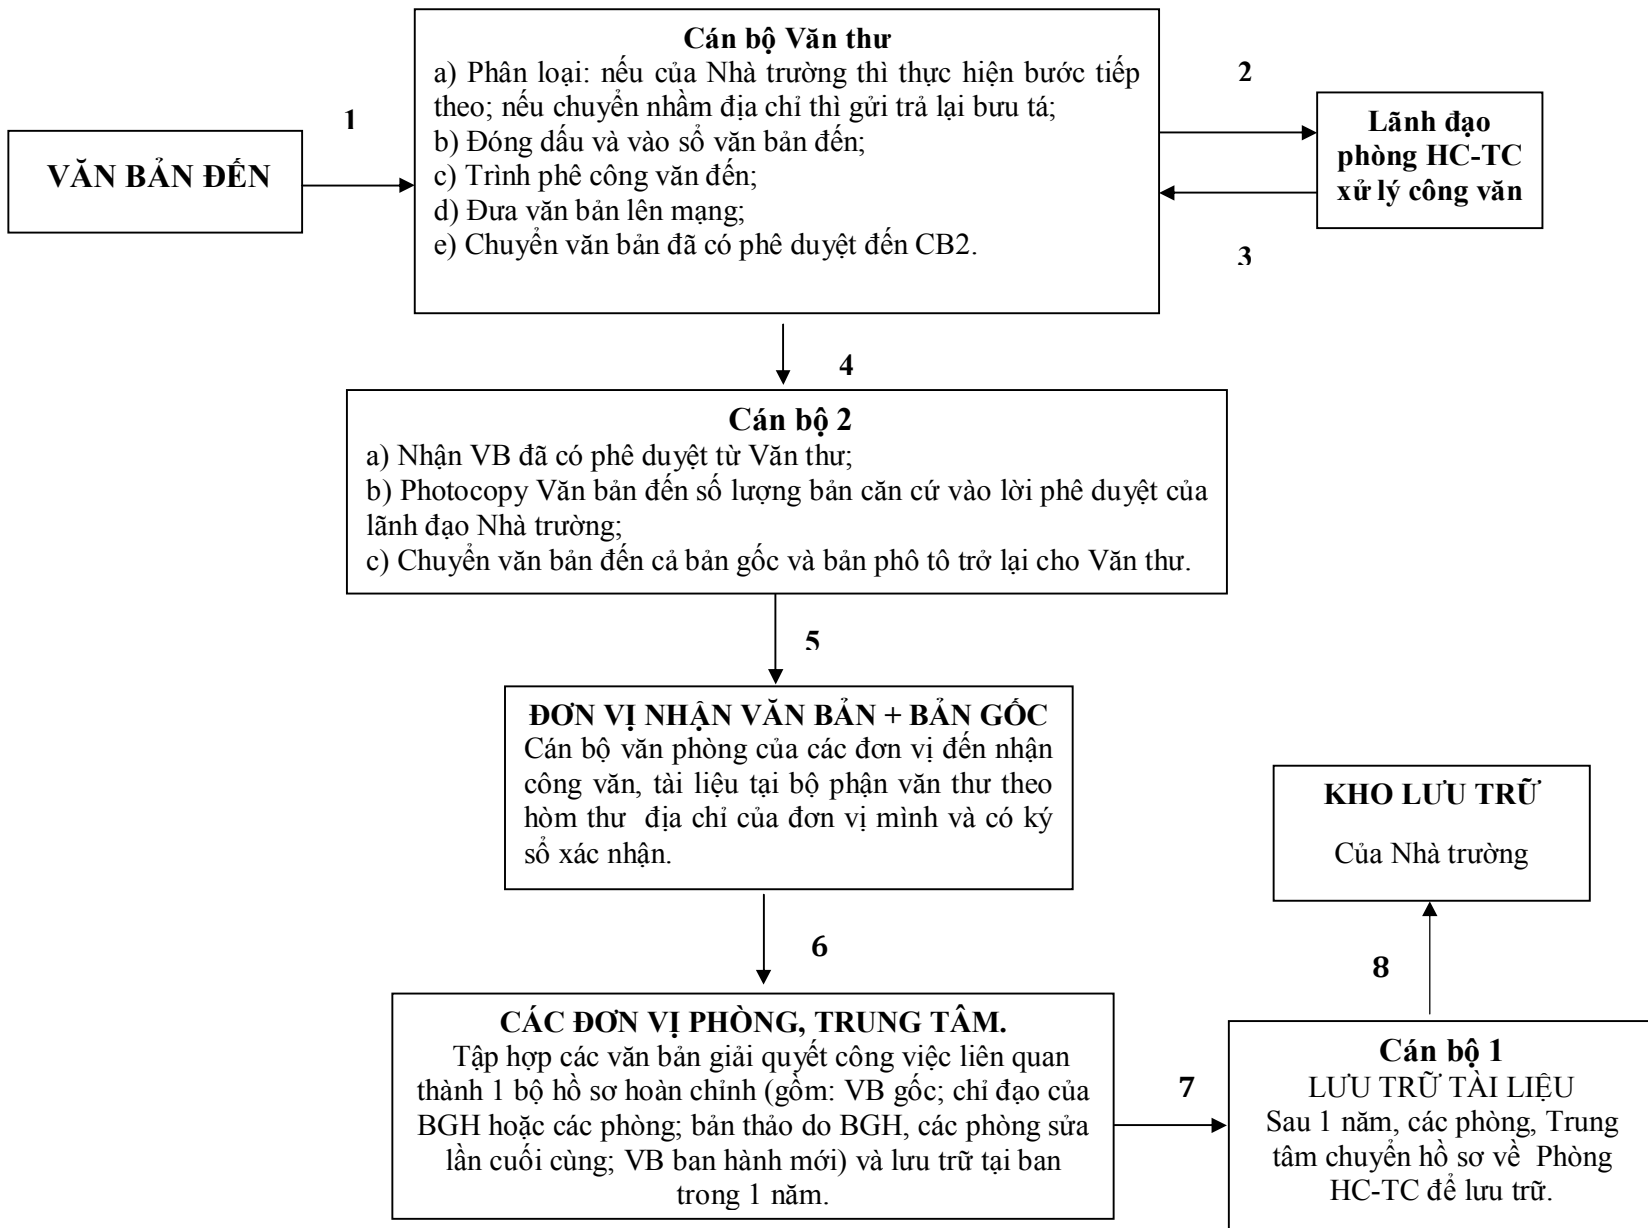 VĂN BẢN ĐẾN
1
Cán bộ Văn thư
a) Phân loại: nếu của Nhà trường thì thực hiện bước tiếp
theo; nếu chuyển nhầm địa chỉ thì gửi trả lại bưu tá;
b) Đóng dấu và vào sổ văn bản đến;
c) Trình phê công văn đến;
d) Đưa văn bản lên mạng;
e) Chuyển văn bản đã có phê duyệt đến CB2.
2
Lãnh đạo
phòng HC-TC
xử lý công văn
3
4
Cán bộ 2
a) Nhận VB đã có phê duyệt từ Văn thư;
b) Photocopy Văn bản đến số lượng bản căn cứ vào lời phê duyệt của
lãnh đạo Nhà trường;
c) Chuyển văn bản đến cả bản gốc và bản phô tô trở lại cho Văn thư.
5
ĐƠN VỊ NHẬN VĂN BẢN + BẢN GỐC
Cán bộ văn phòng của các đơn vị đến nhận
công văn, tài liệu tại bộ phận văn thư theo
hòm thư địa chỉ của đơn vị mình và có ký
sổ xác nhận.
6
CÁC ĐƠN VỊ PHÒNG, TRUNG TÂM.
Tập hợp các văn bản giải quyết công việc liên quan
thành 1 bộ hồ sơ hoàn chỉnh (gồm: VB gốc; chỉ đạo của
BGH hoặc các phòng; bản thảo do BGH, các phòng sửa
lần cuối cùng; VB ban hành mới) và lưu trữ tại ban
trong 1 năm.
7
Cán bộ 1
LƯU TRỮ TÀI LIỆU
Sau 1 năm, các phòng, Trung
tâm chuyển hồ sơ về Phòng
HC-TC để lưu trữ.
8
KHO LƯU TRỮ
Của Nhà trường